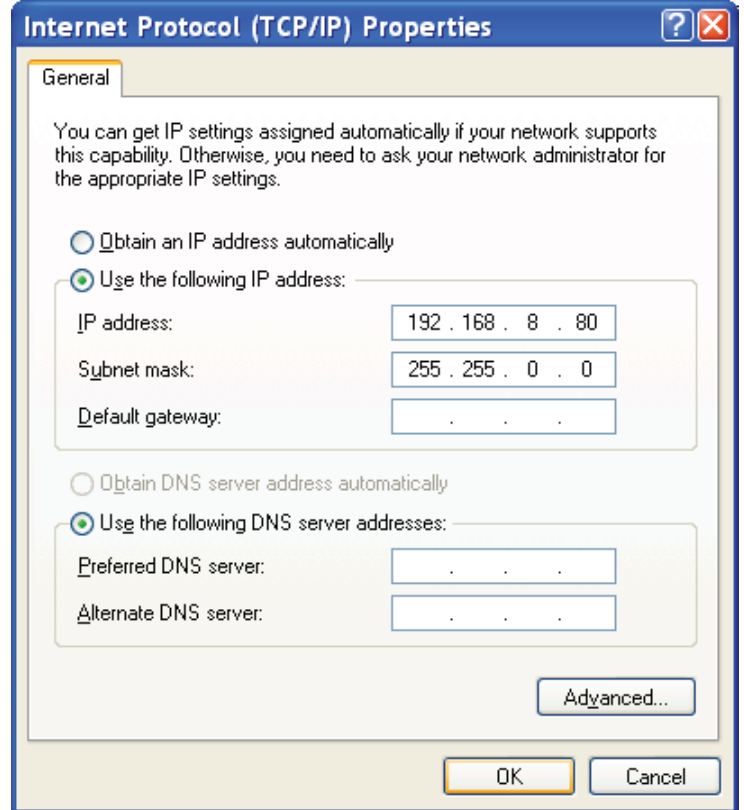 Internet Protocol (TCP/IP) Properties
General
You can get IP settings assigned automatically if your network supports
this capability. Otherwise, you need to ask your network administrator for
the appropriate IP settings.
Obtain an IP address automatically
Use the following IP address:
IP address: 192 . 168 . 8 . 80
Subnet mask: 255 . 255 . 0 . 0
Default gateway: . . .
Obtain DNS server address automatically
Use the following DNS server addresses:
Preferred DNS server: . . .
Alternate DNS server: . . .
Advanced...
OK Cancel